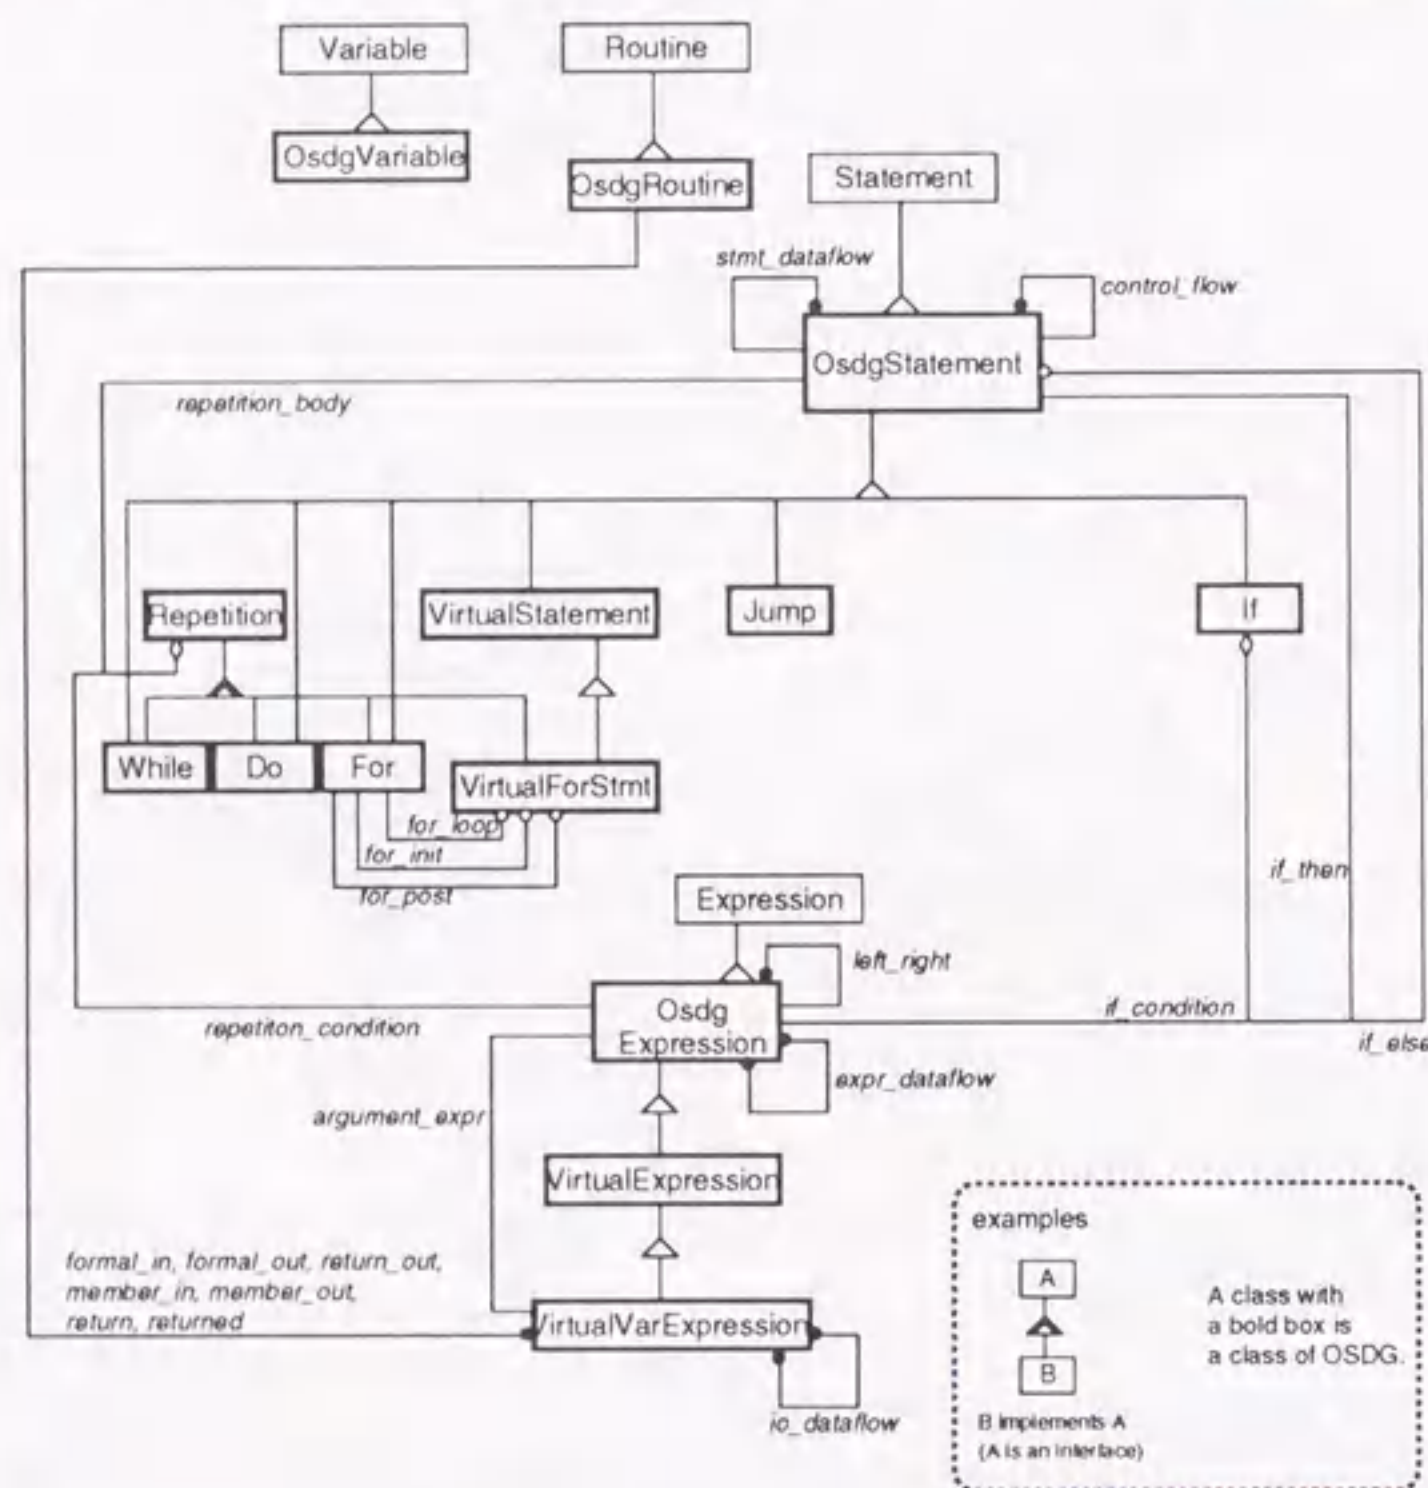 Variable
Routine
OsdgVariable
OsdgRoutine
Statement
stmt_dataflow
control_flow
OsdgStatement
repetition_body
Repetition
VirtualStatement
Jump
If
While
Do
For
VirtualForStmt
for_loop
for_init
for_post
if_then
Expression
left_right
Osdg
Expression
if_condition
repetiton_condition
if_else
expr_dataflow
argument_expr
VirtualExpression
examples
formal_in, formal_out, return_out,
member_in, member_out,
return, returned
A
A class with
a bold box is
a class of OSDG.
VirtualVarExpression
B
io_dataflow
B implements A
(A is an interface)